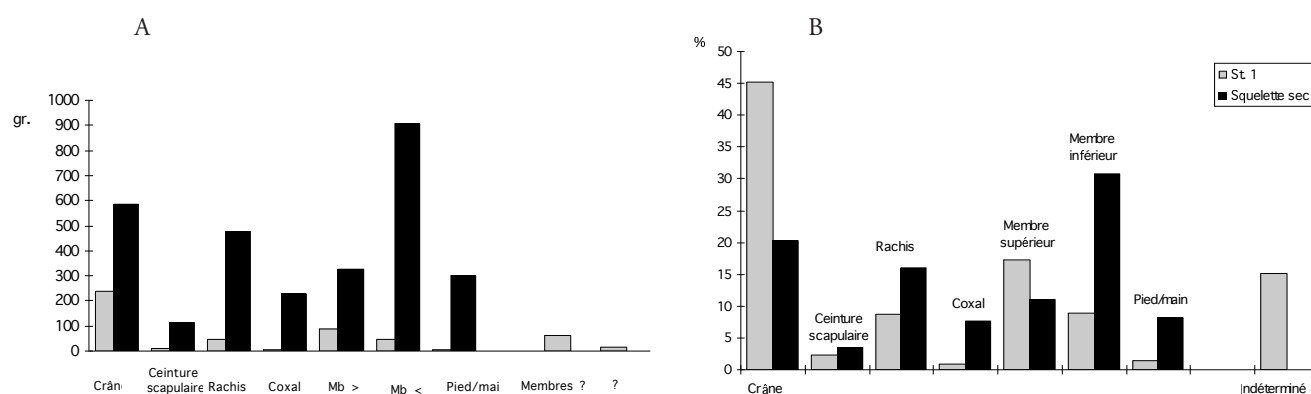 A
gr.
1000
900
800
700
600
500
400
300
200
100
0
Crân
Ceinture
scapulaire
Rachis
Coxal
Mb >
Mb <
Pied/mai
Membres ?
?
B
%
50
45
40
35
30
25
20
15
10
5
0
St. 1
Squelette sec
Membre
inférieur
Membre
supérieur
Rachis
Coxal
Pied/main
Ceinture
scapulaire
Crâne
Indéterminé